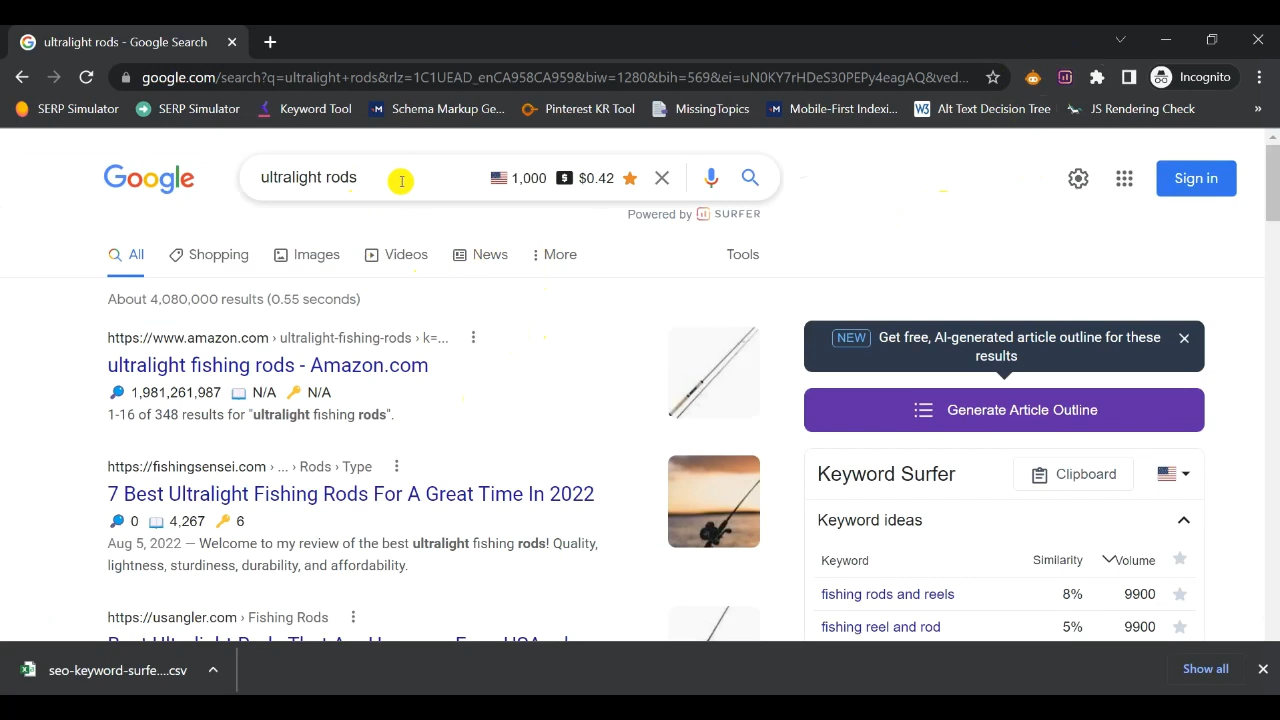 ultralight rods - Google Search
google.com/search?q=ultralight+rods&rlz=1C1UEAD_enCA958CA959&biw=1280&bih=569&ei=uN0KY7rHDeS30PEPy4eagAQ&ved...
Incognito
SERP Simulator
SERP Simulator
Keyword Tool
Schema Markup Ge...
Pinterest KR Tool
MissingTopics
Mobile-First Indexi...
Alt Text Decision Tree
JS Rendering Check
»
Google
ultralight rods
1,000
$0.42
Sign in
Powered by SURFER
All
Shopping
Images
Videos
News
More
Tools
About 4,080,000 results (0.55 seconds)
https://www.amazon.com › ultralight-fishing-rods › k=...
ultralight fishing rods - Amazon.com
1,981,261,987 N/A N/A
1-16 of 348 results for "ultralight fishing rods".
https://fishingsensei.com › ... › Rods › Type
7 Best Ultralight Fishing Rods For A Great Time In 2022
0 4,267 6
Aug 5, 2022 — Welcome to my review of the best ultralight fishing rods! Quality,
lightness, sturdiness, durability, and affordability.
https://usangler.com › Fishing Rods
NEW Get free, AI-generated article outline for these
results
Generate Article Outline
Keyword Surfer
Clipboard
Keyword ideas
Keyword Similarity Volume
fishing rods and reels 8% 9900
fishing reel and rod 5% 9900
seo-keyword-surfe....csv
Show all